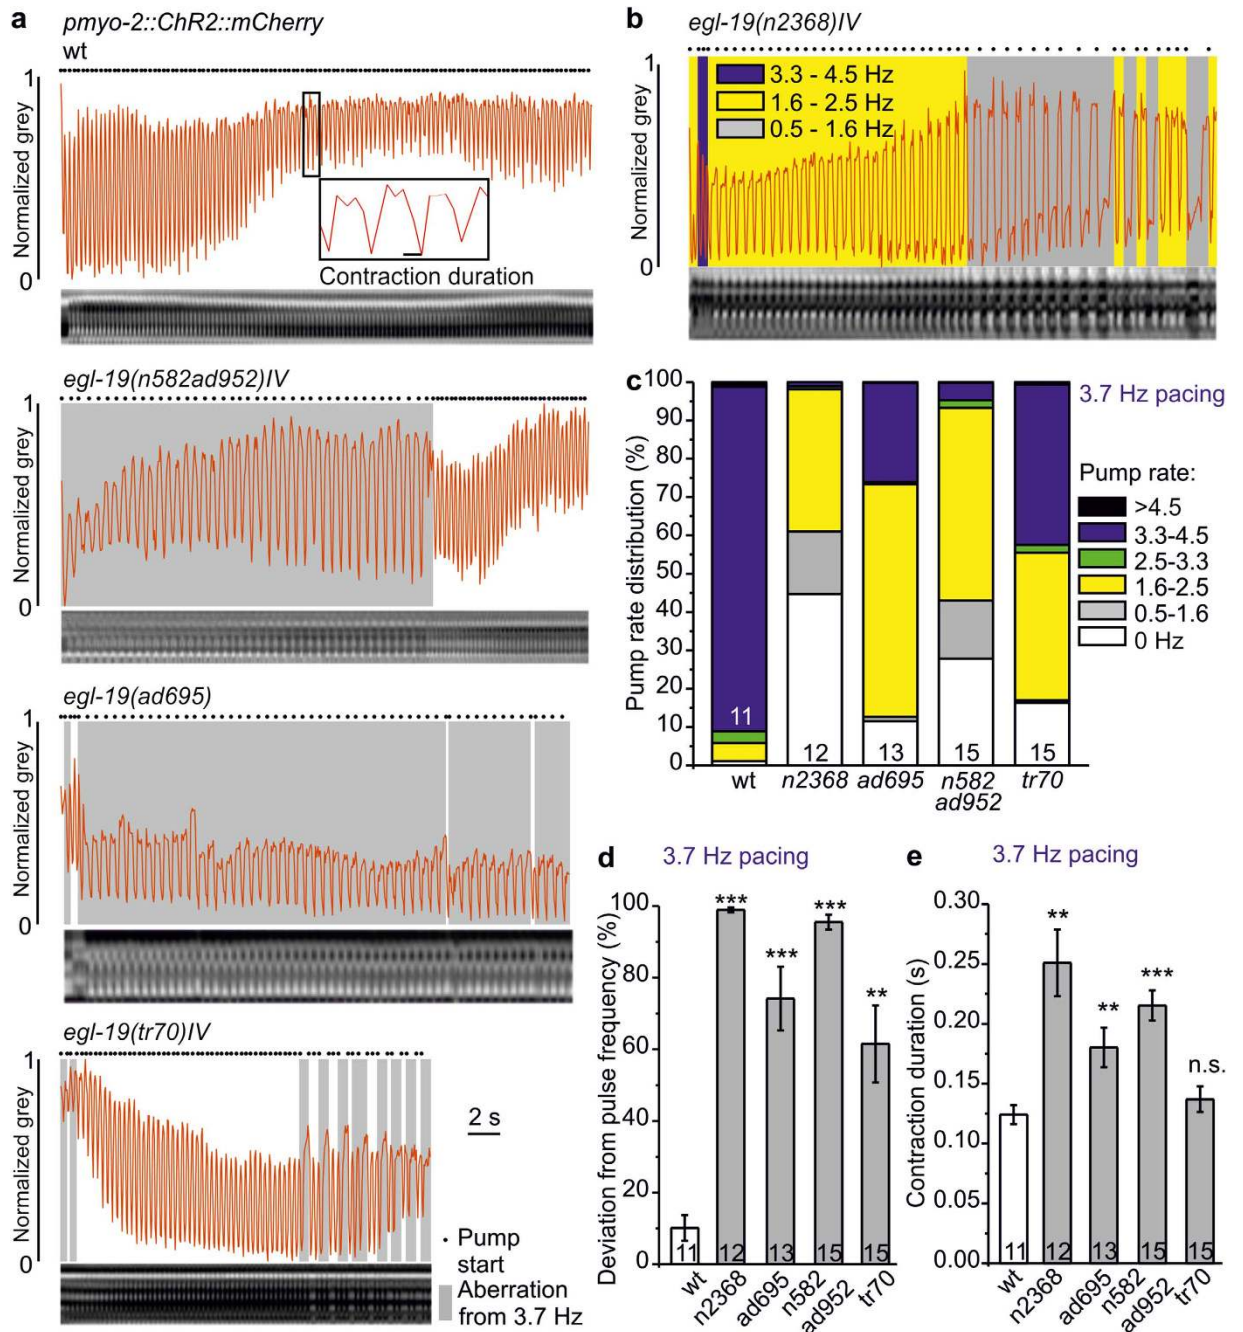 a
pmyo-2::ChR2::mCherry
wt
1
Normalized grey
0
Contraction duration
egl-19(n582ad952)IV
1
Normalized grey
0
egl-19(ad695)
1
Normalized grey
0
egl-19(tr70)IV
1
Normalized grey
0
2 s
Pump
start
Aberration
from 3.7 Hz
b
egl-19(n2368)IV
1
Normalized grey
0
3.3 - 4.5 Hz
1.6 - 2.5 Hz
0.5 - 1.6 Hz
c
3.7 Hz pacing
Pump rate distribution (%)
100
90
80
70
60
50
40
30
20
10
0
11
12
13
15
15
wt
n2368
ad695
n582
ad952
tr70
Pump rate:
>4.5
3.3-4.5
2.5-3.3
1.6-2.5
0.5-1.6
0 Hz
d
3.7 Hz pacing
Deviation from pulse frequency (%)
100
80
60
40
20
0
***
***
***
**
11
12
13
15
15
wt
n2368
ad695
n582
ad952
tr70
e
3.7 Hz pacing
Contraction duration (s)
0.30
0.25
0.20
0.15
0.10
0.05
0.00
**
**
***
n.s.
11
12
13
15
15
wt
n2368
ad695
n582
ad952
tr70